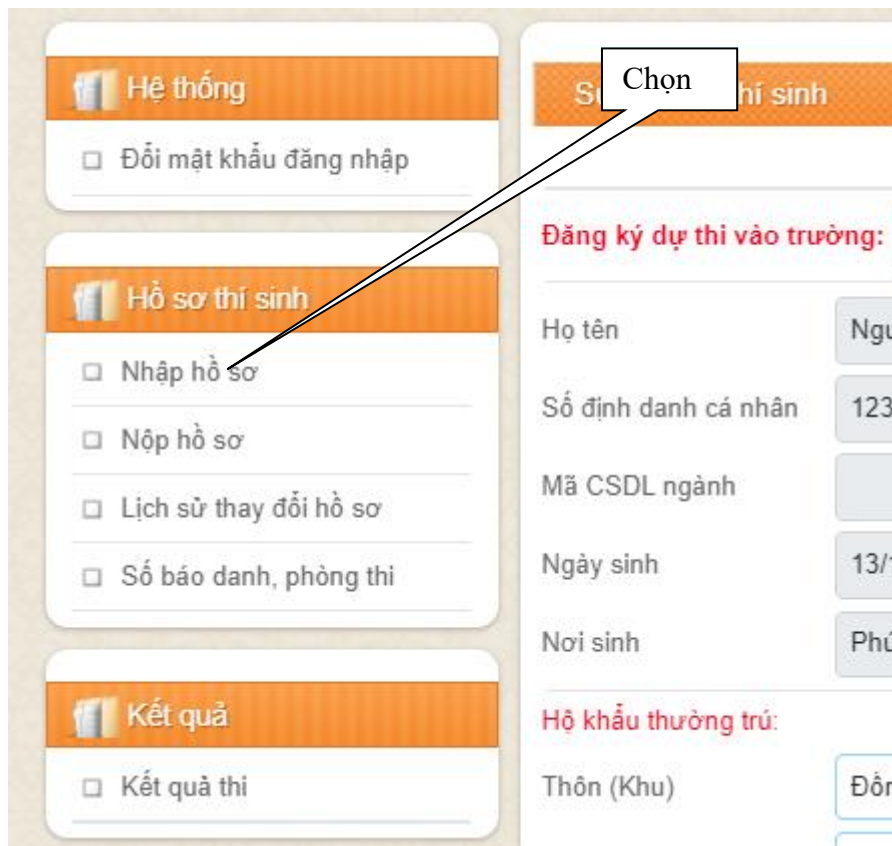 Hệ thống
Đổi mật khẩu đăng nhập
Hồ sơ thí sinh
Nhập hồ sơ
Nộp hồ sơ
Lịch sử thay đổi hồ sơ
Số báo danh, phòng thi
Kết quả
Kết quả thi
Chọn
sinh
Đăng ký dự thi vào trường:
Họ tên
Số định danh cá nhân 123
Mã CSDL ngành
Ngày sinh 13/
Nơi sinh
Hộ khẩu thường trú:
Thôn (Khu)